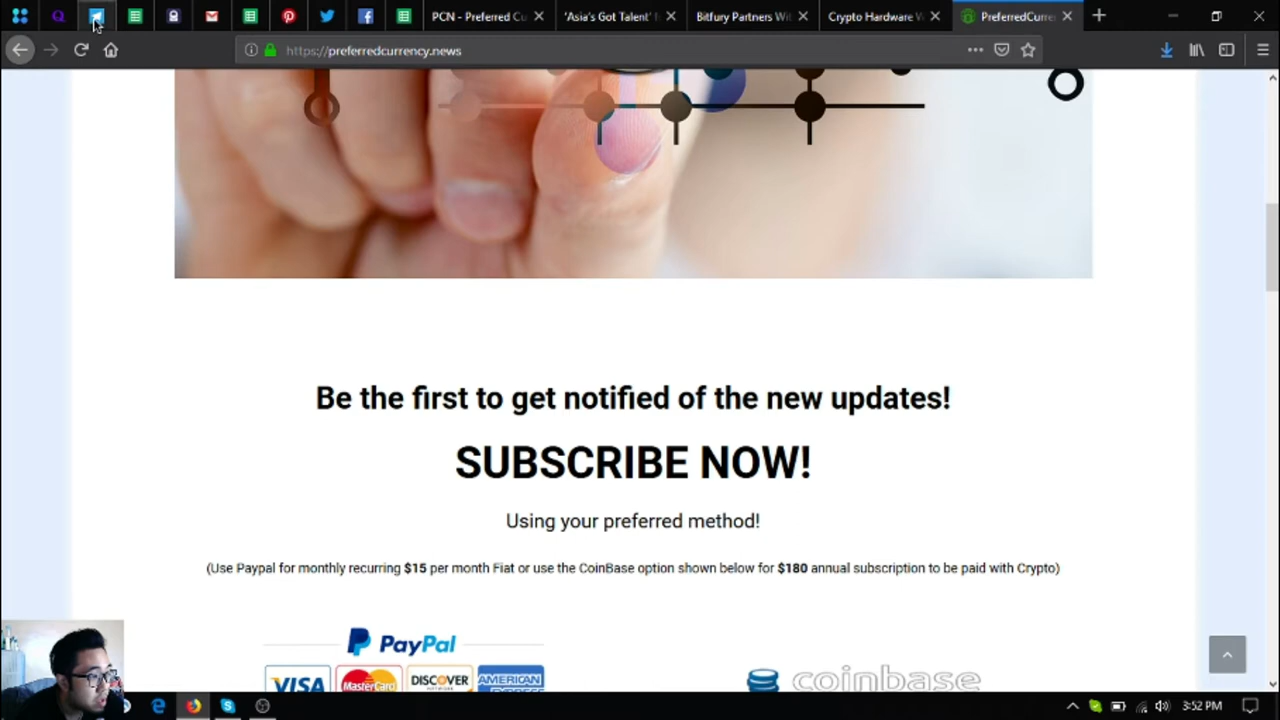 PCN - Preferred Cu
'Asia's Got Talent'
Bitfury Partners Wi
Crypto Hardware V
PreferredCurre
https://preferredcurrency.news
Be the first to get notified of the new updates!
SUBSCRIBE NOW!
Using your preferred method!
(Use Paypal for monthly recurring $15 per month Fiat or use the CoinBase option shown below for $180 annual subscription to be paid with Crypto)
PayPal
coinbase
VISA MasterCard DISCOVER AMERICAN
3:52 PM